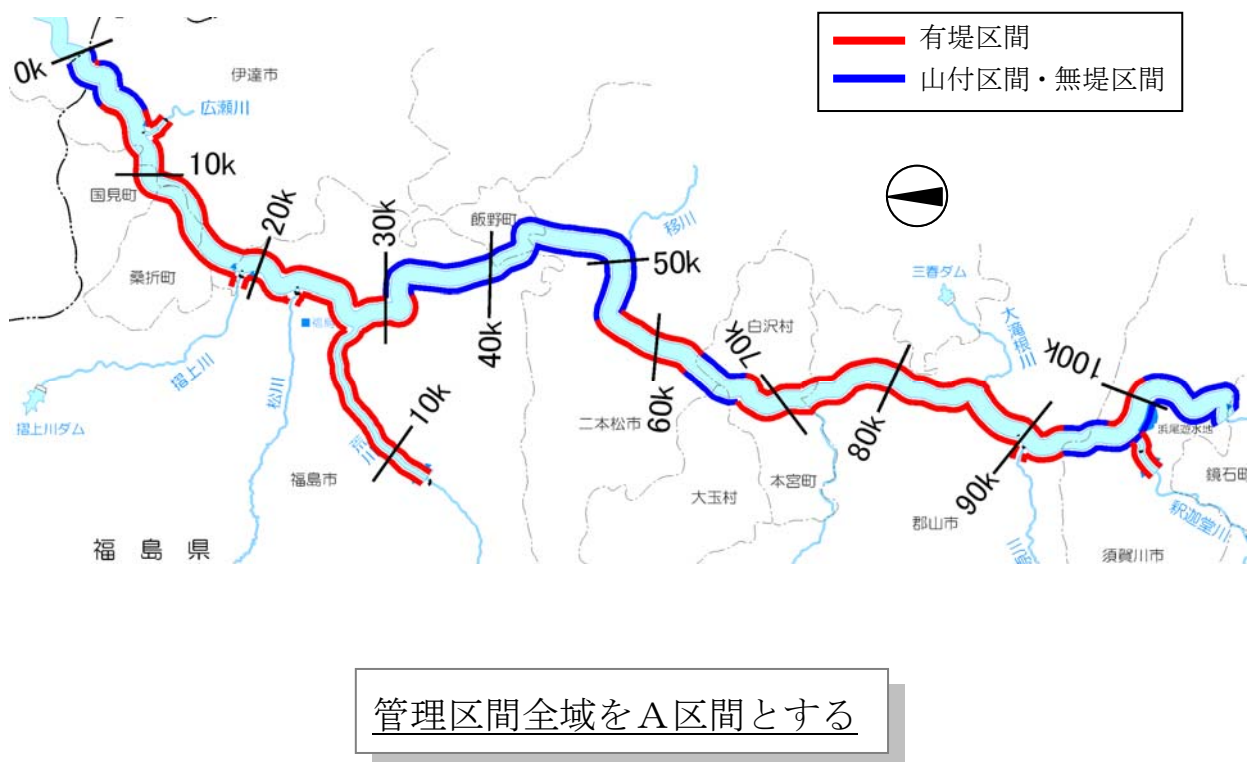 有堤区間
山付区間・無堤区間
0k
伊達市
広瀬川
10k
国見町
20k
桑折町
30k
飯野町
移川
50k
40k
三春ダム
大滝根川
白沢村
70k
100k
摺上川
松川
摺上川ダム
10k
福島市
60k
二本松市
80k
大玉村
本宮町
90k
浜尾遊水地
鏡石町
郡山市
釈迦堂川
須賀川市
福島県
管理区間全域をA区間とする